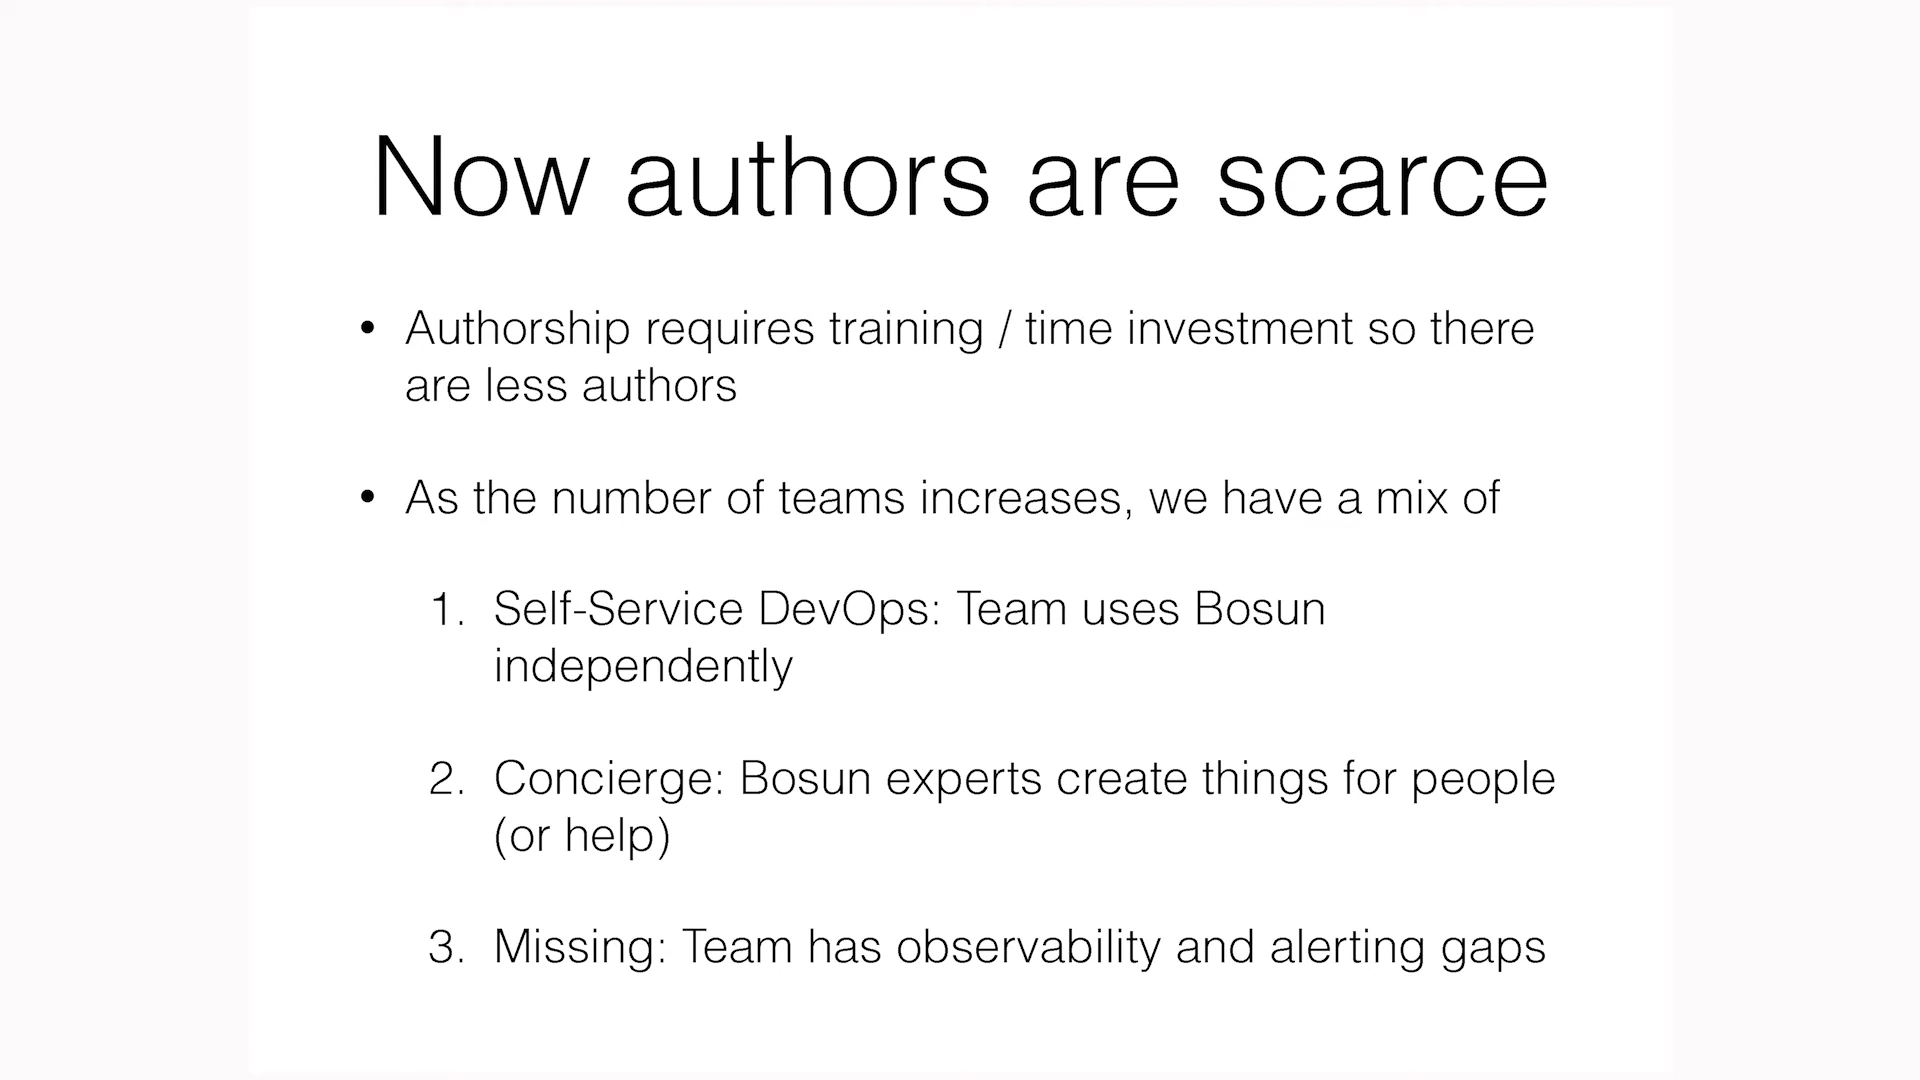 Now authors are scarce
• Authorship requires training / time investment so there
are less authors
• As the number of teams increases, we have a mix of
1. Self-Service DevOps: Team uses Bosun
independently
2. Concierge: Bosun experts create things for people
(or help)
3. Missing: Team has observability and alerting gaps